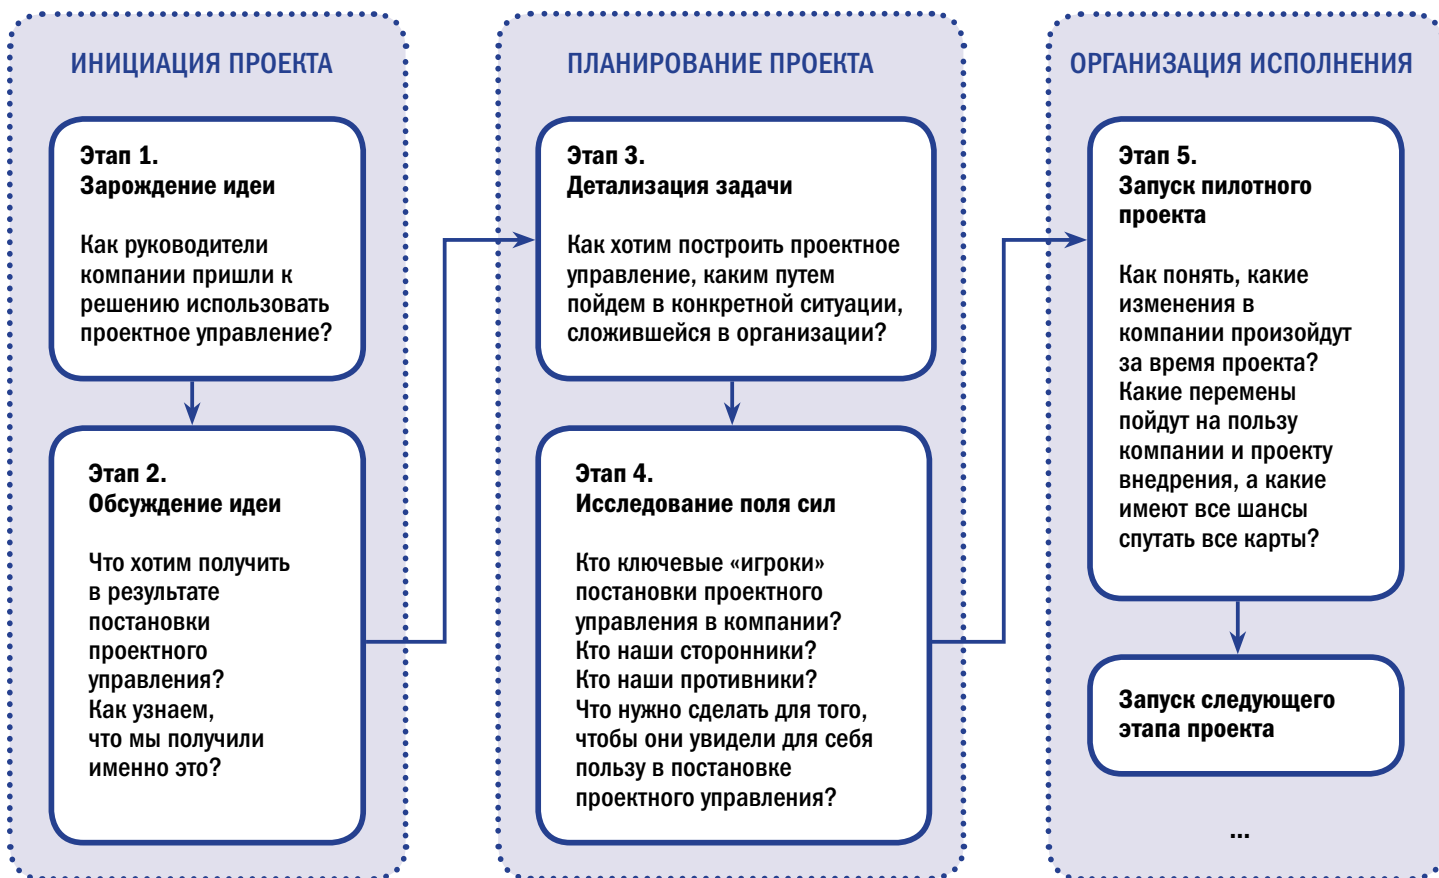 ИНИЦИАЦИЯ ПРОЕКТА
Этап 1.
Зарождение идеи
Как руководители
компании пришли к
решению использовать
проектное управление?
Этап 2.
Обсуждение идеи
Что хотим получить
в результате
постановки
проектного
управления?
Как узнаем,
что мы получили
именно это?
ПЛАНИРОВАНИЕ ПРОЕКТА
Этап 3.
Детализация задачи
Как хотим построить проектное
управление, каким путем
пойдем в конкретной ситуации,
сложившейся в организации?
Этап 4.
Исследование поля сил
Кто ключевые «игроки»
постановки проектного
управления в компании?
Кто наши сторонники?
Кто наши противники?
Что нужно сделать для того,
чтобы они увидели для себя
пользу в постановке
проектного управления?
ОРГАНИЗАЦИЯ ИСПОЛНЕНИЯ
Этап 5.
Запуск пилотного
проекта
Как понять, какие
изменения в
компании произойдут
за время проекта?
Какие перемены
пойдут на пользу
компании и проекту
внедрения, а какие
имеют все шансы
спутать все карты?
Запуск следующего
этапа проекта
...